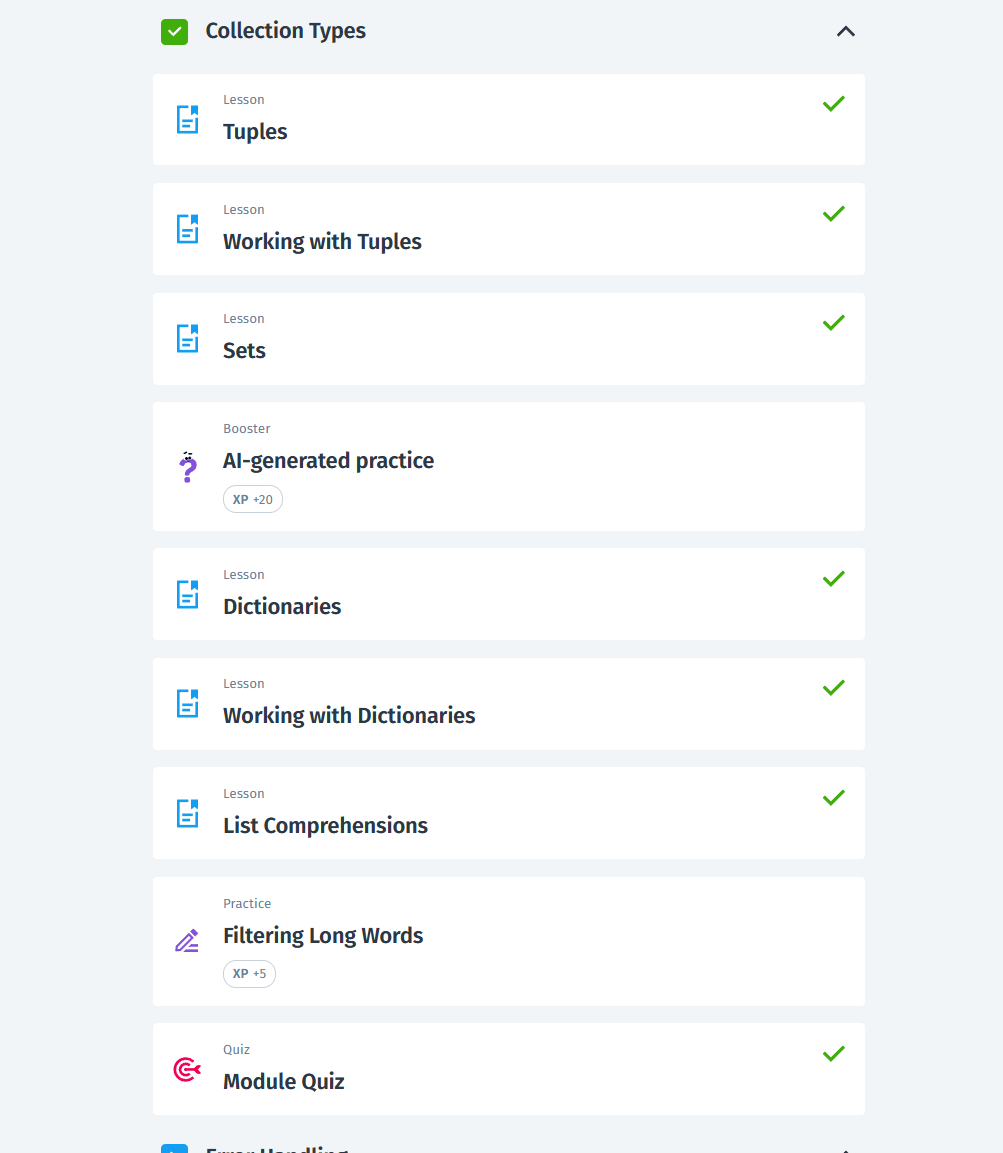 Collection Types
Lesson
Tuples
Lesson
Working with Tuples
Lesson
Sets
Booster
AI-generated practice
XP +20
Lesson
Dictionaries
Lesson
Working with Dictionaries
Lesson
List Comprehensions
Practice
Filtering Long Words
XP +5
Quiz
Module Quiz
Error Handling